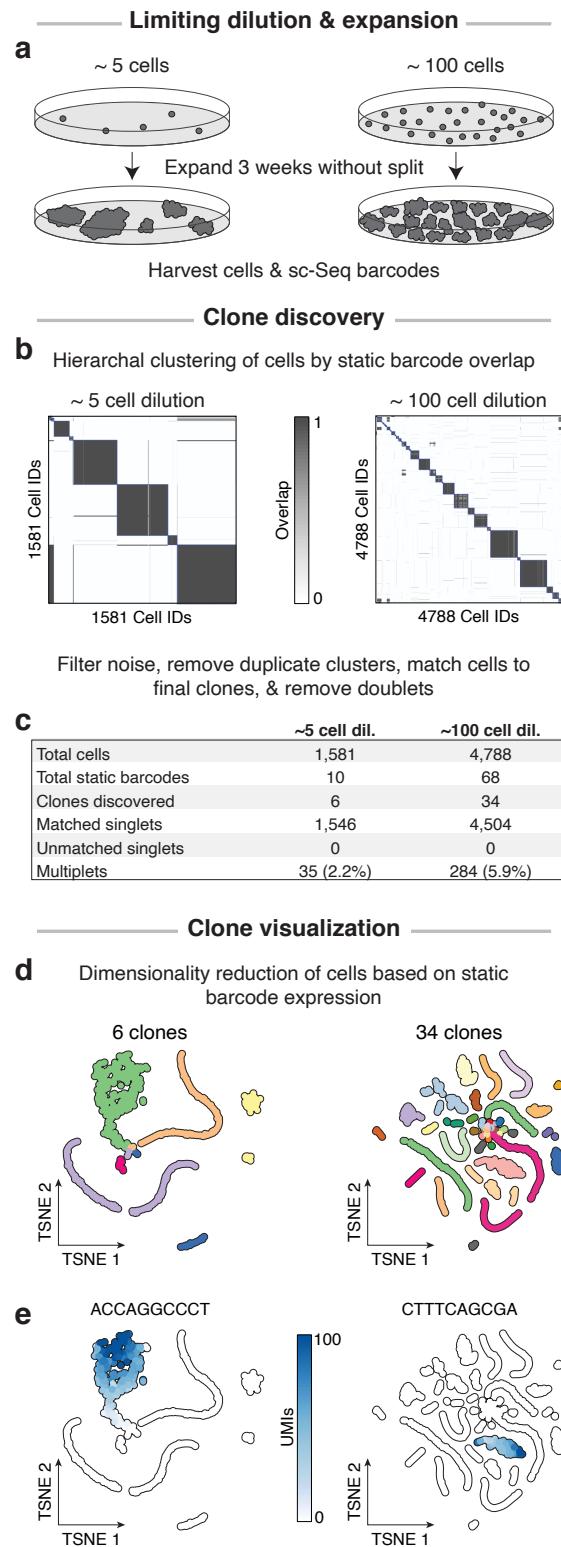 Limiting dilution & expansion
a
~ 5 cells
~ 100 cells
Expand 3 weeks without split
Harvest cells & sc-Seq barcodes
Clone discovery
b
Hierarchal clustering of cells by static barcode overlap
~ 5 cell dilution
~ 100 cell dilution
1581 Cell IDs
1581 Cell IDs
1
Overlap
0
4788 Cell IDs
4788 Cell IDs
Filter noise, remove duplicate clusters, match cells to
final clones, & remove doublets
c
~5 cell dil. ~100 cell dil.
Total cells 1,581 4,788
Total static barcodes 10 68
Clones discovered 6 34
Matched singlets 1,546 4,504
Unmatched singlets 0 0
Multiplets 35 (2.2%) 284 (5.9%)
Clone visualization
d
Dimensionality reduction of cells based on static
barcode expression
6 clones
34 clones
TSNE 2
TSNE 1
TSNE 2
TSNE 1
e
ACCAGGCCCT
CTTTCAGCGA
100
UMIs
0
TSNE 2
TSNE 1
TSNE 2
TSNE 1